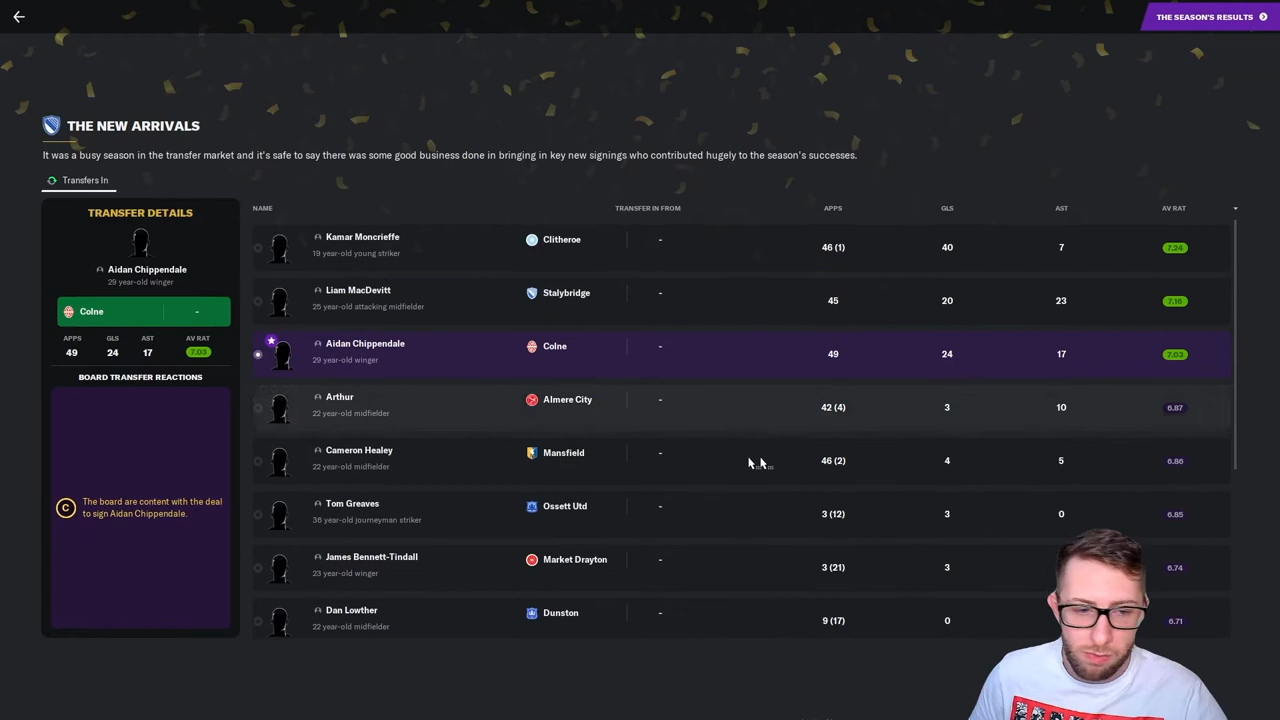 THE SEASON'S RESULTS
THE NEW ARRIVALS
It was a busy season in the transfer market and it's safe to say there was some good business done in bringing in key new signings who contributed hugely to the season's successes.
Transfers In
TRANSFER DETAILS
Aidan Chippendale
29 year-old winger
Colne -
APPS GLS AST AV RAT
49 24 17 7.03
BOARD TRANSFER REACTIONS
C
The board are content with the deal
to sign Aidan Chippendale.
NAME TRANSFER IN FROM APPS GLS AST AV RAT
Kamar Moncrieffe
19 year-old young striker
Clitheroe - 46 (1) 40 7 7.24
Liam MacDevitt
25 year-old attacking midfielder
Stalybridge - 45 20 23 7.16
Aidan Chippendale
29 year-old winger
Colne - 49 24 17 7.03
Arthur
22 year-old midfielder
Almere City - 42 (4) 3 10 6.87
Cameron Healey
22 year-old midfielder
Mansfield - 46 (2) 4 5 6.86
Tom Greaves
36 year-old journeyman striker
Ossett Utd - 3 (12) 3 0 6.85
James Bennett-Tindall
23 year-old winger
Market Drayton - 3 (21) 3 6.74
Dan Lowther
22 year-old midfielder
Dunston - 9 (17) 0 6.71